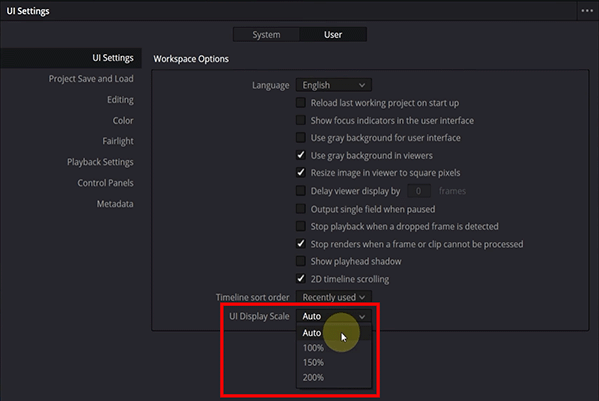 UI Settings
System User
UI Settings
Project Save and Load
Editing
Color
Fairlight
Playback Settings
Control Panels
Metadata
Workspace Options
Language English
Reload last working project on start up
Show focus indicators in the user interface
Use gray background for user interface
Use gray background in viewers
Resize image in viewer to square pixels
Delay viewer display by 0 frames
Output single field when paused
Stop playback when a dropped frame is detected
Stop renders when a frame or clip cannot be processed
Show playhead shadow
2D timeline scrolling
Timeline sort order Recently used
UI Display Scale Auto
Auto
100%
150%
200%